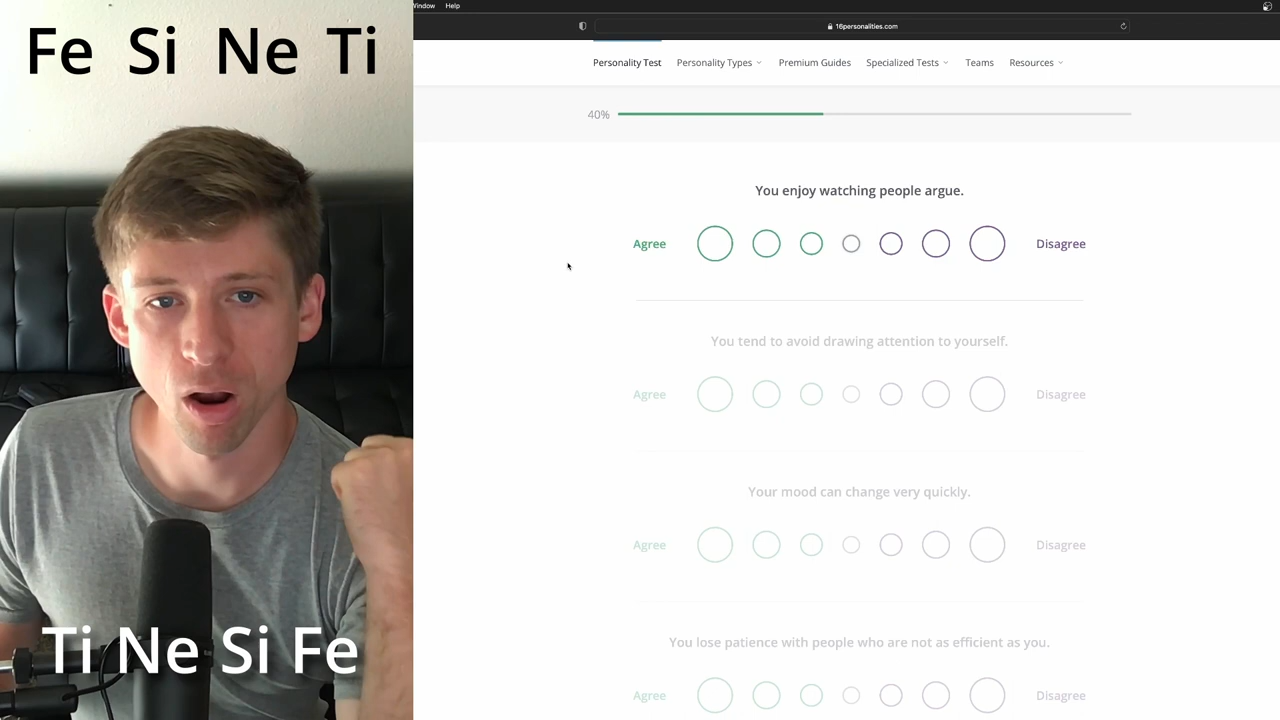 Fe Si Ne Ti
Ti Ne Si Fe
Window Help
16personalities.com
Personality Test Personality Types Premium Guides Specialized Tests Teams Resources
40%
You enjoy watching people argue.
Agree Disagree
You tend to avoid drawing attention to yourself.
Agree Disagree
Your mood can change very quickly.
Agree Disagree
You lose patience with people who are not as efficient as you.
Agree Disagree